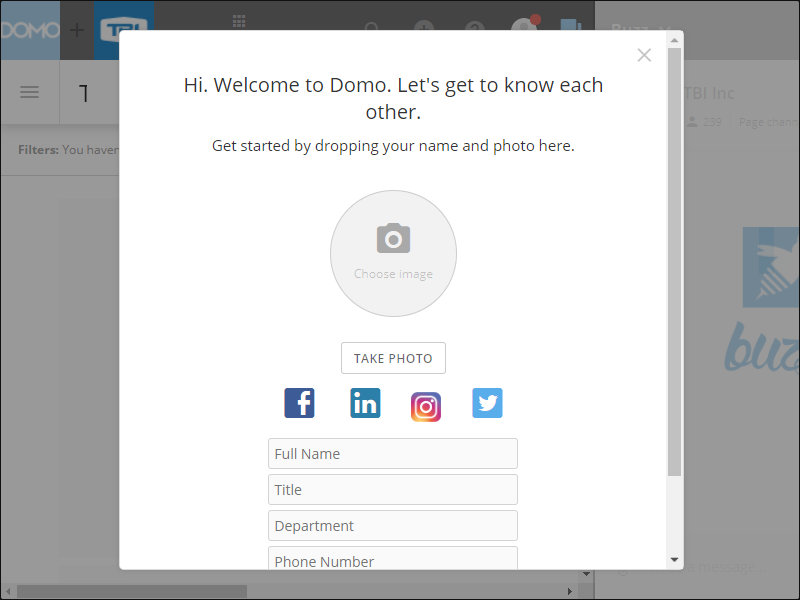 DOMO
TBI
Buzz
T
Filters: You haven
TBI Inc
239
Page chann
Hi. Welcome to Domo. Let's get to know each
other.
Get started by dropping your name and photo here.
Choose image
TAKE PHOTO
Full Name
Title
Department
Phone Number
buzz
a message...